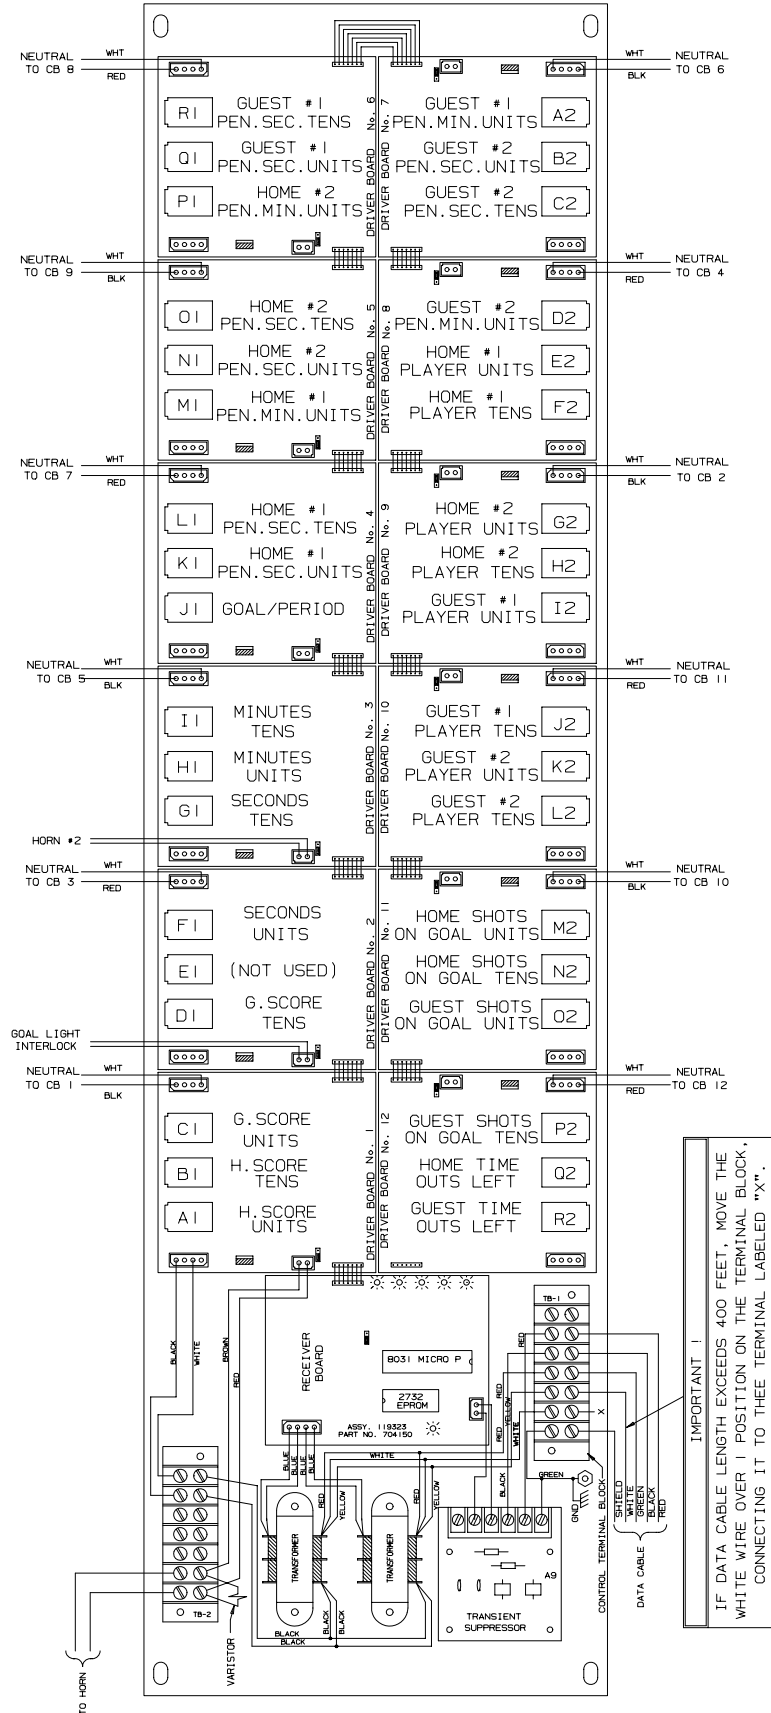 NEUTRAL
TO CB 8
WHT
RED
WHT
BLK
NEUTRAL
TO CB 6
R1
GUEST #1
PEN.SEC.TENS
Q1
GUEST #1
PEN.SEC.UNITS
P1
HOME #2
PEN.MIN.UNITS
DRIVER BOARD No. 6
DRIVER BOARD No. 7
GUEST #1
PEN.MIN.UNITS
A2
GUEST #2
PEN.SEC.UNITS
B2
GUEST #2
PEN.SEC.TENS
C2
NEUTRAL
TO CB 9
WHT
BLK
WHT
RED
NEUTRAL
TO CB 4
O1
HOME #2
PEN.SEC.TENS
N1
HOME #2
PEN.SEC.UNITS
M1
HOME #1
PEN.MIN.UNITS
DRIVER BOARD No. 5
DRIVER BOARD No. 8
GUEST #2
PEN.MIN.UNITS
D2
HOME #1
PLAYER UNITS
E2
HOME #1
PLAYER TENS
F2
NEUTRAL
TO CB 7
WHT
RED
WHT
BLK
NEUTRAL
TO CB 2
L1
HOME #1
PEN.SEC.TENS
K1
HOME #1
PEN.SEC.UNITS
J1
GOAL/PERIOD
DRIVER BOARD No. 4
DRIVER BOARD No. 9
HOME #2
PLAYER UNITS
G2
HOME #2
PLAYER TENS
H2
GUEST #1
PLAYER UNITS
I2
NEUTRAL
TO CB 5
WHT
BLK
WHT
RED
NEUTRAL
TO CB 11
I1
MINUTES
TENS
H1
MINUTES
UNITS
G1
SECONDS
TENS
HORN #2
DRIVER BOARD No. 3
DRIVER BOARD No. 10
GUEST #1
PLAYER TENS
J2
GUEST #2
PLAYER UNITS
K2
GUEST #2
PLAYER TENS
L2
NEUTRAL
TO CB 3
WHT
RED
WHT
BLK
NEUTRAL
TO CB 10
F1
SECONDS
UNITS
E1
(NOT USED)
D1
G.SCORE
TENS
GOAL LIGHT
INTERLOCK
DRIVER BOARD No. 2
DRIVER BOARD No. 11
HOME SHOTS
ON GOAL UNITS
M2
HOME SHOTS
ON GOAL TENS
N2
GUEST SHOTS
ON GOAL UNITS
O2
NEUTRAL
TO CB 1
WHT
BLK
WHT
RED
NEUTRAL
TO CB 12
C1
G.SCORE
UNITS
B1
H.SCORE
TENS
A1
H.SCORE
UNITS
DRIVER BOARD No. 1
DRIVER BOARD No. 12
GUEST SHOTS
ON GOAL TENS
P2
HOME TIME
OUTS LEFT
Q2
GUEST TIME
OUTS LEFT
R2
BLACK
WHITE
BROWN
RED
RECEIVER
BOARD
8031 MICRO P
2732
EPROM
ASSY. 119323
PART NO. 704150
TB-1
RED
RED
YELLOW
WHITE
RED
BLACK
X
GREEN
GND
BLUE
BLUE
BLUE
BLUE
WHITE
RED
YELLOW
RED
YELLOW
TRANSFORMER
TRANSFORMER
BLACK
BLACK
BLACK
BLACK
TB-2
VARISTOR
TO HORN
A9
TRANSIENT
SUPPRESSOR
CONTROL TERMINAL BLOCK
SHIELD
WHITE
GREEN
BLACK
RED
DATA CABLE
IMPORTANT !
IF DATA CABLE LENGTH EXCEEDS 400 FEET, MOVE THE
WHITE WIRE OVER 1 POSITION ON THE TERMINAL BLOCK,
CONNECTING IT TO THEE TERMINAL LABELED "X".